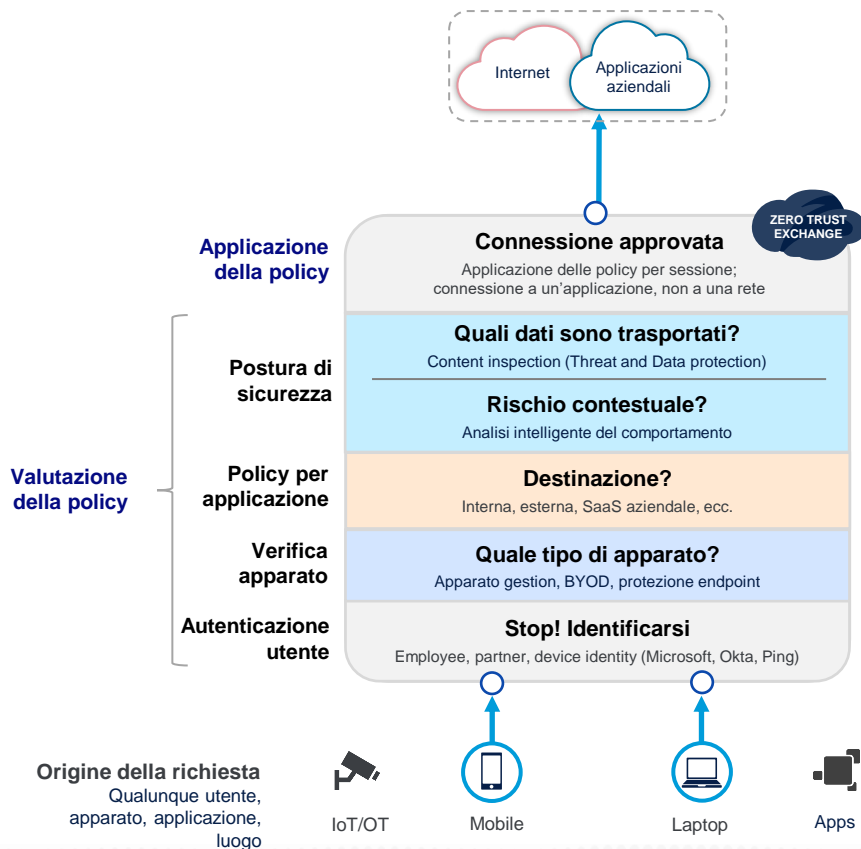 Internet
Applicazioni
aziendali
ZERO TRUST
EXCHANGE
Applicazione
della policy
Connessione approvata
Applicazione delle policy per sessione;
connessione a un'applicazione, non a una rete
Valutazione
della policy
Postura di
sicurezza
Quali dati sono trasportati?
Content inspection (Threat and Data protection)
Rischio contestuale?
Analisi intelligente del comportamento
Policy per
applicazione
Destinazione?
Interna, esterna, SaaS aziendale, ecc.
Verifica
apparato
Quale tipo di apparato?
Apparato gestion, BYOD, protezione endpoint
Autenticazione
utente
Stop! Identificarsi
Employee, partner, device identity (Microsoft, Okta, Ping)
Origine della richiesta
Qualunque utente,
apparato, applicazione,
luogo
IoT/OT
Mobile
Laptop
Apps